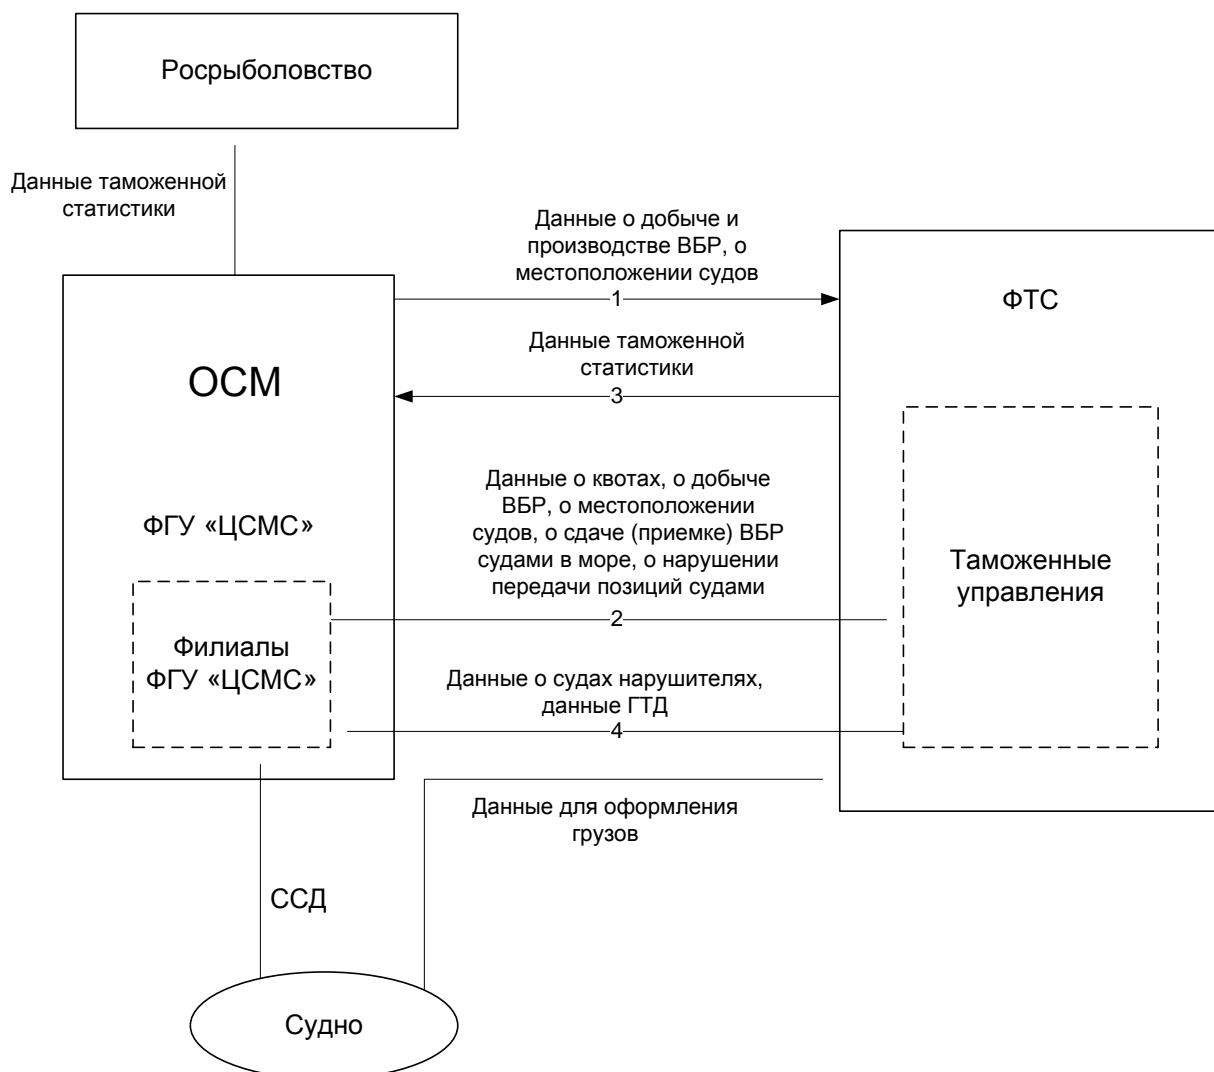 Росрыболовство
Данные таможенной
статистики
Данные о добыче и
производстве ВБР, о
местоположении судов
1
ФТС
Данные таможенной
статистики
3
ОСМ
Данные о квотах, о добыче
ВБР, о местоположении
судов, о сдаче (приемке) ВБР
судами в море, о нарушении
передачи позиций судами
2
ФГУ «ЦСМС»
Таможенные
управления
Филиалы
ФГУ «ЦСМС»
Данные о судах нарушителях,
данные ГТД
4
Данные для оформления
грузов
ССД
Судно